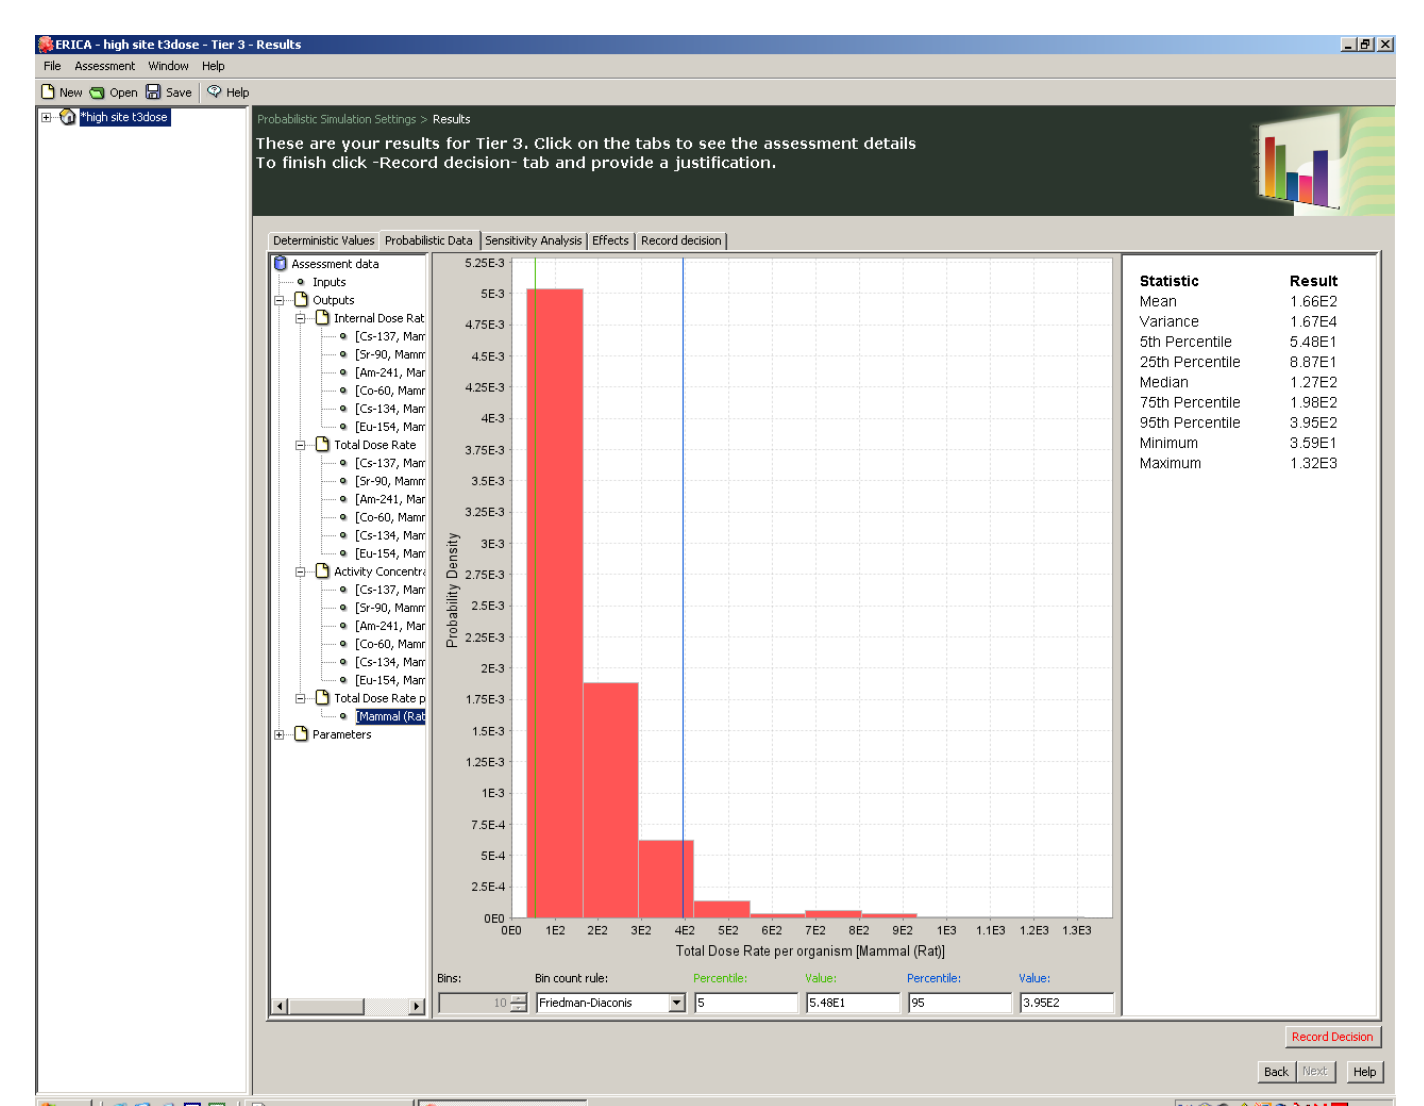 ERICA - high site t3dose - Tier 3 - Results
File Assessment Window Help
New Open Save Help
*high site t3dose
Probabilistic Simulation Settings > Results
These are your results for Tier 3. Click on the tabs to see the assessment details
To finish click -Record decision- tab and provide a justification.
Deterministic Values Probabilistic Data Sensitivity Analysis Effects Record decision
Assessment data
Inputs
Outputs
Internal Dose Rat
[Cs-137, Mam
[Sr-90, Mamm
[Am-241, Mar
[Co-60, Mamr
[Cs-134, Mam
[Eu-154, Mam
Total Dose Rate
[Cs-137, Mam
[Sr-90, Mamm
[Am-241, Mar
[Co-60, Mamr
[Cs-134, Mam
[Eu-154, Mam
Activity Concentra
[Cs-137, Mam
[Sr-90, Mamm
[Am-241, Mar
[Co-60, Mamr
[Cs-134, Mam
[Eu-154, Mam
Total Dose Rate p
[Mammal (Rat
Parameters
5.25E-3
5E-3
4.75E-3
4.5E-3
4.25E-3
4E-3
3.75E-3
3.5E-3
3.25E-3
3E-3
2.75E-3
2.5E-3
2.25E-3
2E-3
1.75E-3
1.5E-3
1.25E-3
1E-3
7.5E-4
5E-4
2.5E-4
0E0
Probability Density
0E0 1E2 2E2 3E2 4E2 5E2 6E2 7E2 8E2 9E2 1E3 1.1E3 1.2E3 1.3E3
Total Dose Rate per organism [Mammal (Rat)]
Bins: Bin count rule: Percentile: Value: Percentile: Value:
10 Friedman-Diaconis 5 5.48E1 95 3.95E2
Statistic Result
Mean 1.66E2
Variance 1.67E4
5th Percentile 5.48E1
25th Percentile 8.87E1
Median 1.27E2
75th Percentile 1.98E2
95th Percentile 3.95E2
Minimum 3.59E1
Maximum 1.32E3
Record Decision
Back Next Help